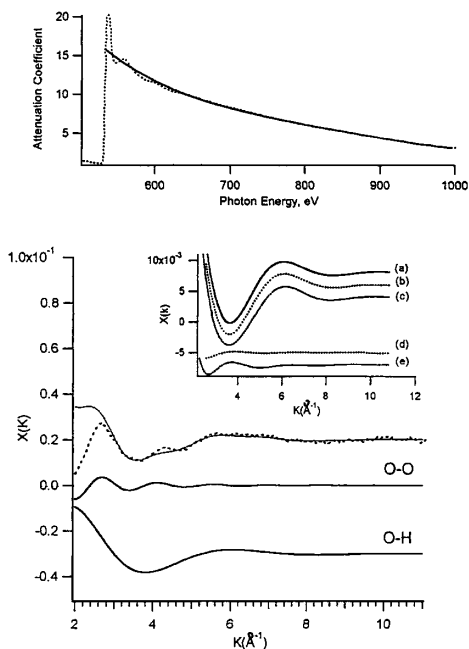 20
15
10
5
Attenuation Coefficient
600
700
800
900
1000
Photon Energy, eV
1.0x10⁻¹
0.8
0.6
0.4
0.2
0.0
-0.2
-0.4
X(K)
10x10⁻³
5
0
-5
X(k)
(a)
(b)
(c)
(d)
(e)
4
6
8
10
K(Å⁻¹)
O-O
O-H
2
4
6
8
10
K(Å⁻¹)